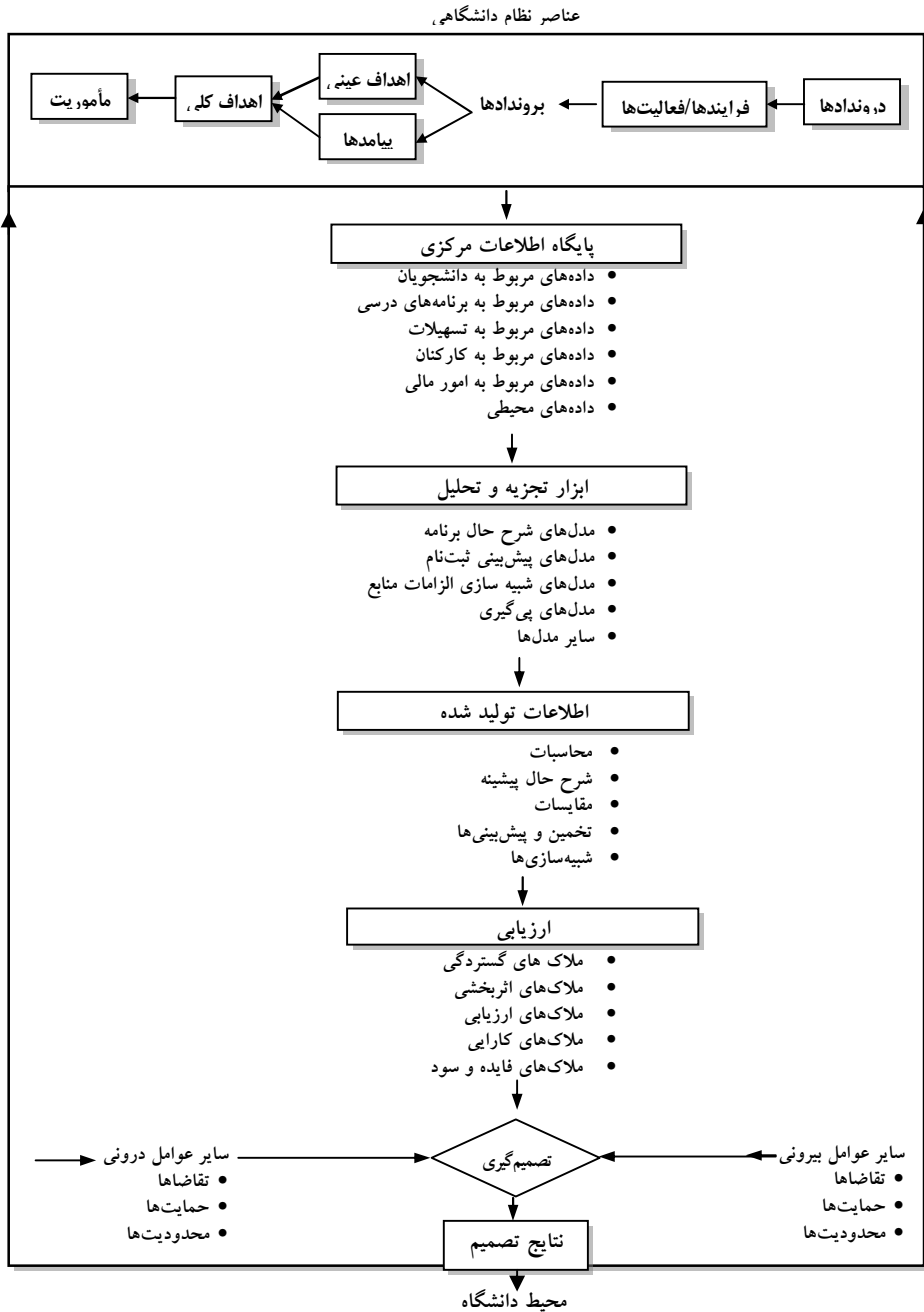 عناصر نظام دانشگاهی
دروندادها
فرایندها/فعالیت‌ها
بروندادها
اهداف عینی
پیامدها
اهداف کلی
مأموریت
پایگاه اطلاعات مرکزی
• داده‌های مربوط به دانشجویان
• داده‌های مربوط به برنامه‌های درسی
• داده‌های مربوط به تسهیلات
• داده‌های مربوط به کارکنان
• داده‌های مربوط به امور مالی
• داده‌های محیطی
ابزار تجزیه و تحلیل
• مدل‌های شرح حال برنامه
• مدل‌های پیش‌بینی ثبت‌نام
• مدل‌های شبیه سازی الزامات منابع
• مدل‌های پی‌گیری
• سایر مدل‌ها
اطلاعات تولید شده
• محاسبات
• شرح حال پیشینه
• مقایسات
• تخمین و پیش‌بینی‌ها
• شبیه‌سازی‌ها
ارزیابی
• ملاک های گستردگی
• ملاک‌های اثربخشی
• ملاک‌های ارزیابی
• ملاک‌های کارایی
• ملاک‌های فایده و سود
سایر عوامل بیرونی
• تقاضاها
• حمایت‌ها
• محدودیت‌ها
تصمیم‌گیری
سایر عوامل درونی
• تقاضاها
• حمایت‌ها
• محدودیت‌ها
نتایج تصمیم
محیط دانشگاه